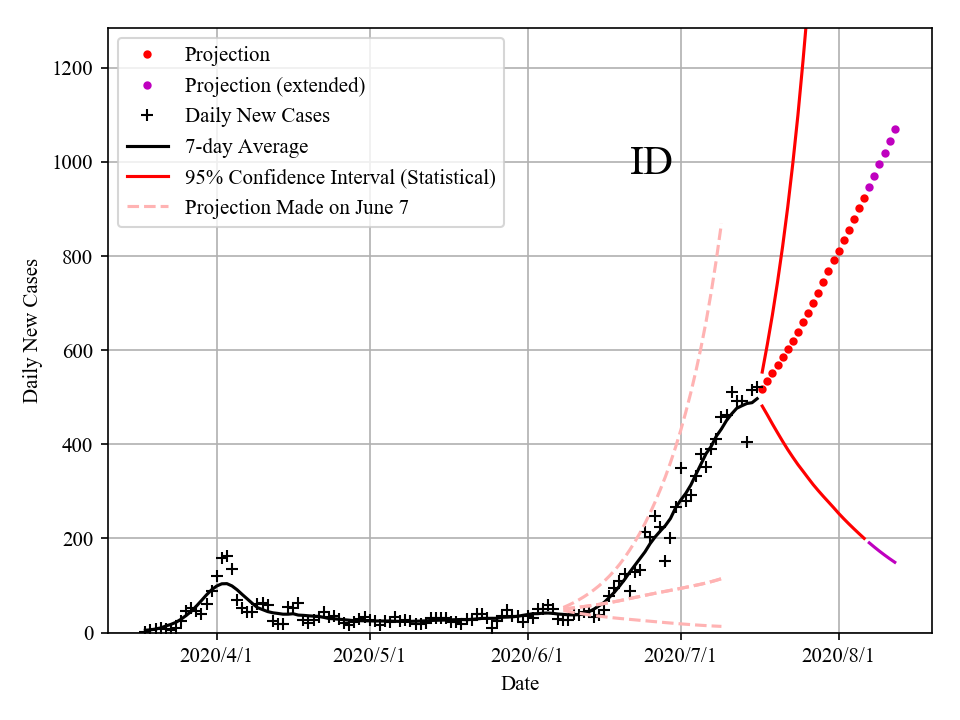 Projection
Projection (extended)
Daily New Cases
7-day Average
95% Confidence Interval (Statistical)
Projection Made on June 7
ID
1200
1000
800
600
400
200
0
Daily New Cases
2020/4/1
2020/5/1
2020/6/1
2020/7/1
2020/8/1
Date